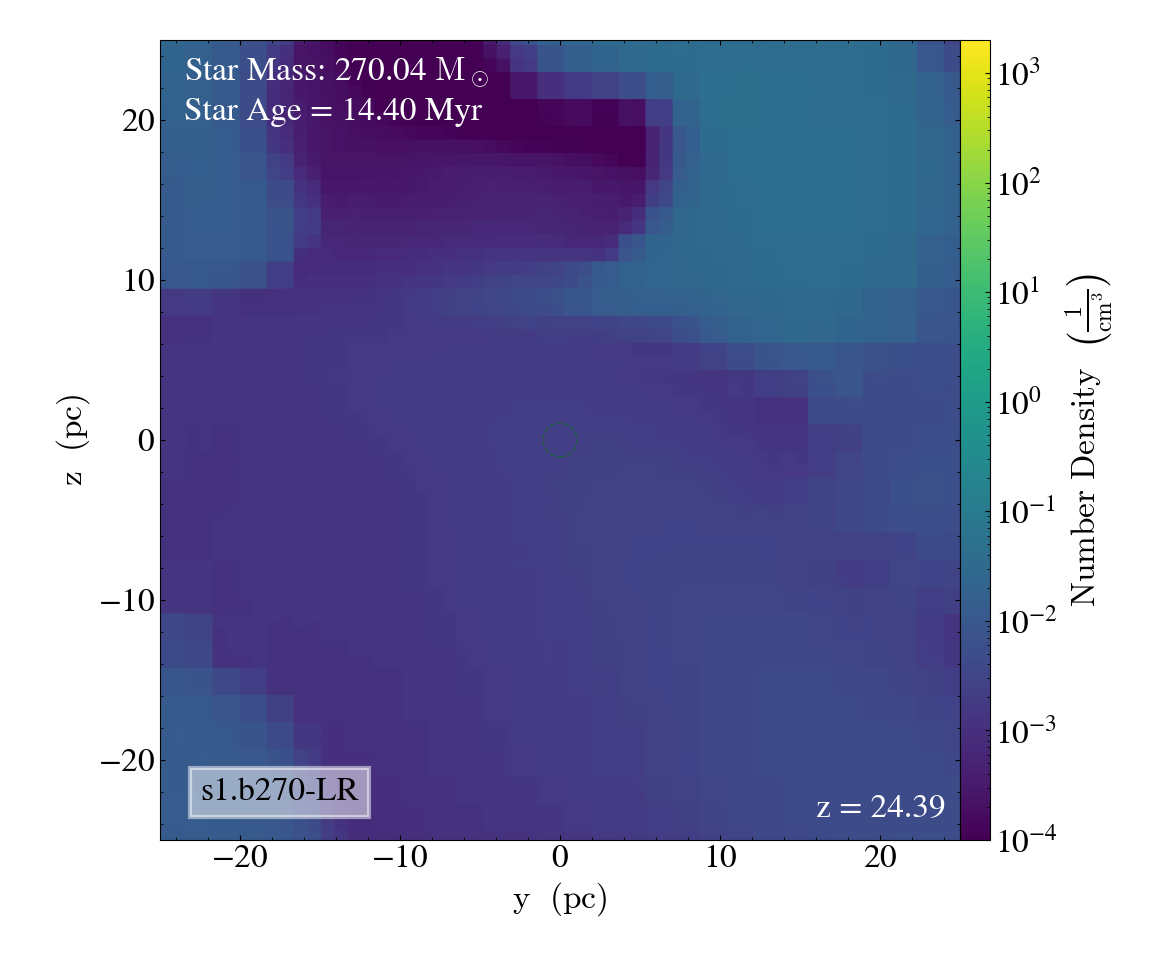 Star Mass: 270.04 M☉
Star Age = 14.40 Myr
20
10
0
−10
−20
z (pc)
s1.b270-LR
z = 24.39
−20 −10 0 10 20
y (pc)
10³
10²
10¹
10⁰
10⁻¹
10⁻²
10⁻³
10⁻⁴
Number Density (1/cm³)